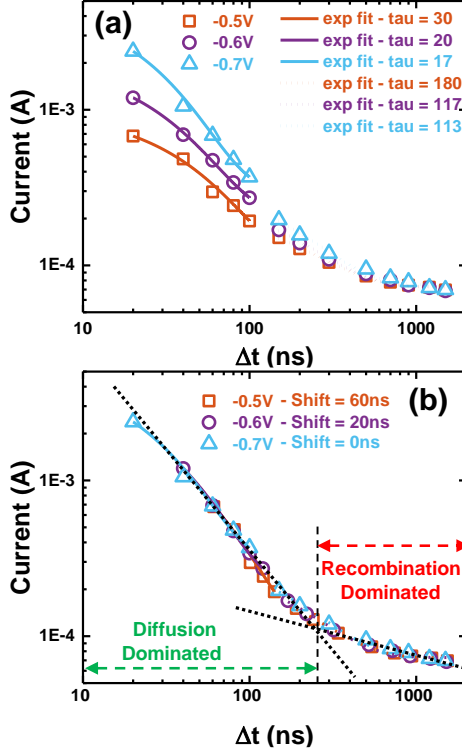 (a)
-0.5V
-0.6V
-0.7V
exp fit - tau = 30
exp fit - tau = 20
exp fit - tau = 17
exp fit - tau = 180
exp fit - tau = 117
exp fit - tau = 113
Current (A)
1E-3
1E-4
10 100 1000
Δt (ns)
(b)
-0.5V - Shift = 60ns
-0.6V - Shift = 20ns
-0.7V - Shift = 0ns
Current (A)
1E-3
1E-4
Recombination
Dominated
Diffusion
Dominated
10 100 1000
Δt (ns)